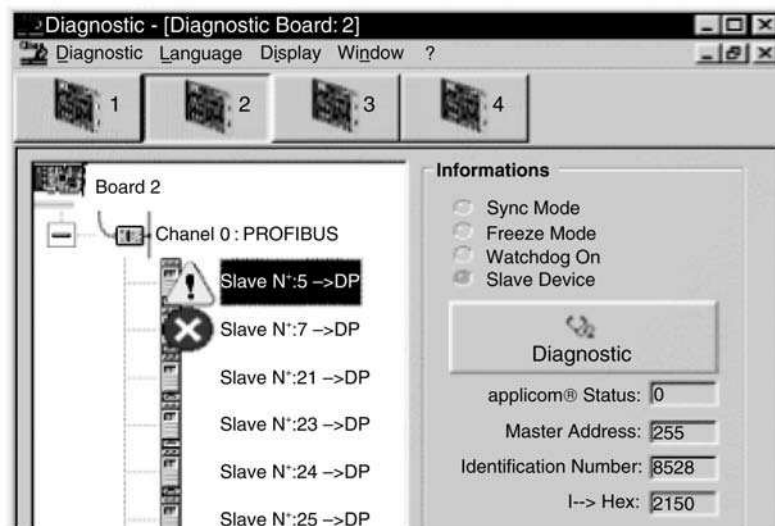 Diagnostic - [Diagnostic Board: 2]
Diagnostic Language Display Window ?
1 2 3 4
Board 2
Chanel 0 : PROFIBUS
Slave N⁺:5 –>DP
Slave N⁺:7 –>DP
Slave N⁺:21 –>DP
Slave N⁺:23 –>DP
Slave N⁺:24 –>DP
Slave N⁺:25 –>DP
Informations
Sync Mode
Freeze Mode
Watchdog On
Slave Device
Diagnostic
applicom® Status: 0
Master Address: 255
Identification Number: 8528
I--> Hex: 2150